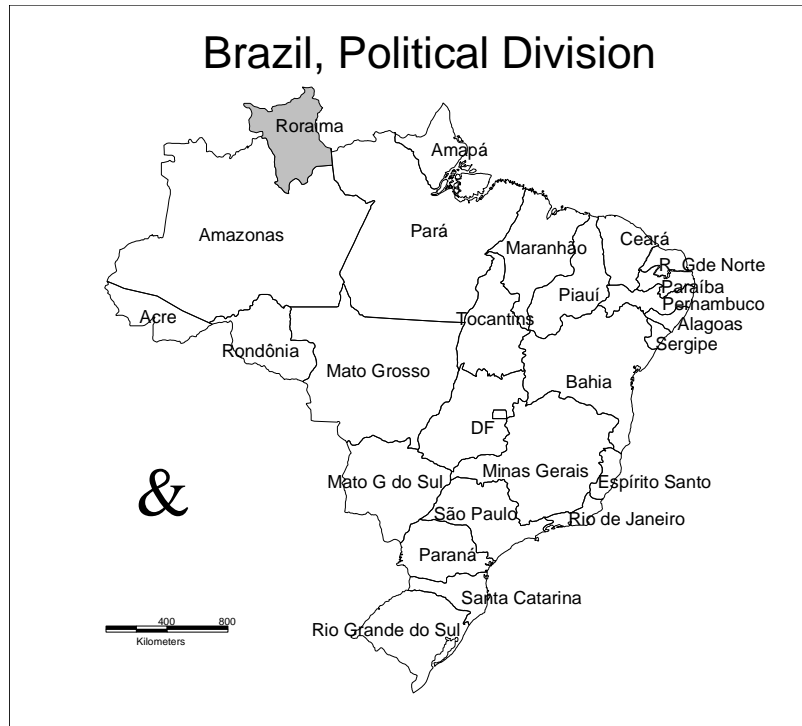 Brazil, Political Division
Roraima
Amapá
Amazonas
Pará
Maranhão
Ceará
R. Gde Norte
Paraíba
Piauí
Pernambuco
Acre
Tocantins
Alagoas
Rondônia
Sergipe
Mato Grosso
Bahia
DF
Minas Gerais
Mato G do Sul
Espírito Santo
&
São Paulo
Rio de Janeiro
Paraná
Santa Catarina
400 800
Kilometers
Rio Grande do Sul